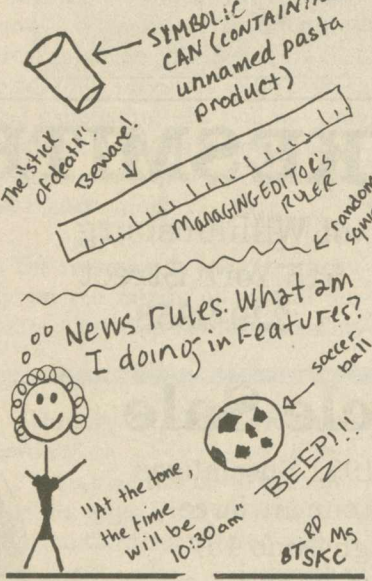 SYMBOLIC
CAN (CONTAINING
unnamed pasta
product)
The "stick
of death".
Beware!
MANAGING EDITOR'S
RULER
random
News rules. What am
I doing in Features?
soccer
ball
BEEP!!!
"At the tone,
the time
will be
10:30am
RD
BT SKC MS